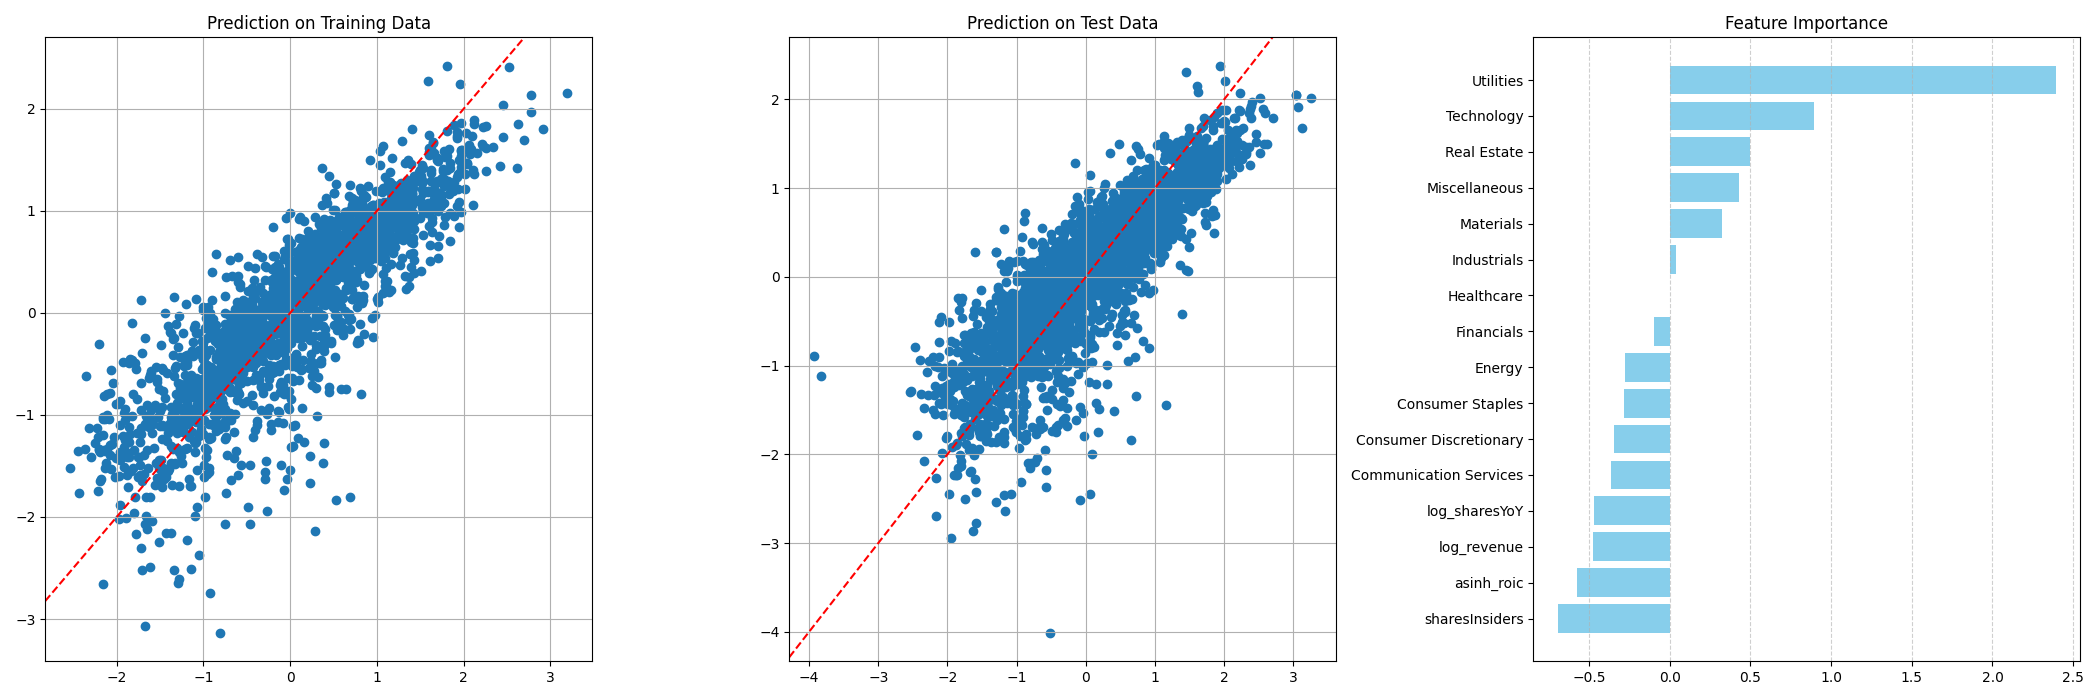 Prediction on Training Data
2
1
0
−1
−2
−3
−2 −1 0 1 2 3
Prediction on Test Data
2
1
0
−1
−2
−3
−4
−4 −3 −2 −1 0 1 2 3
Feature Importance
Utilities
Technology
Real Estate
Miscellaneous
Materials
Industrials
Healthcare
Financials
Energy
Consumer Staples
Consumer Discretionary
Communication Services
log_sharesYoY
log_revenue
asinh_roic
sharesInsiders
−0.5 0.0 0.5 1.0 1.5 2.0 2.5